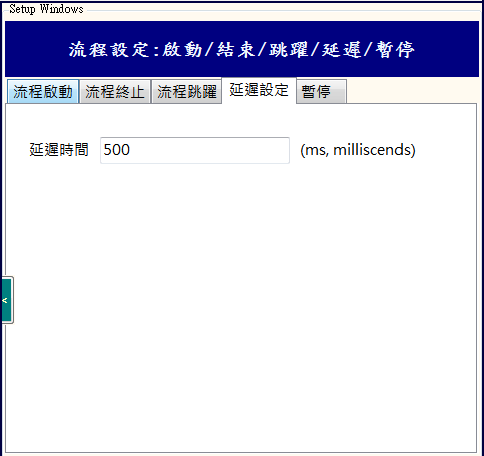 Setup Windows
流程設定:啟動/結束/跳躍/延遲/暫停
流程啟動 流程終止 流程跳躍 延遲設定 暫停
延遲時間 500 (ms, milliscends)
<